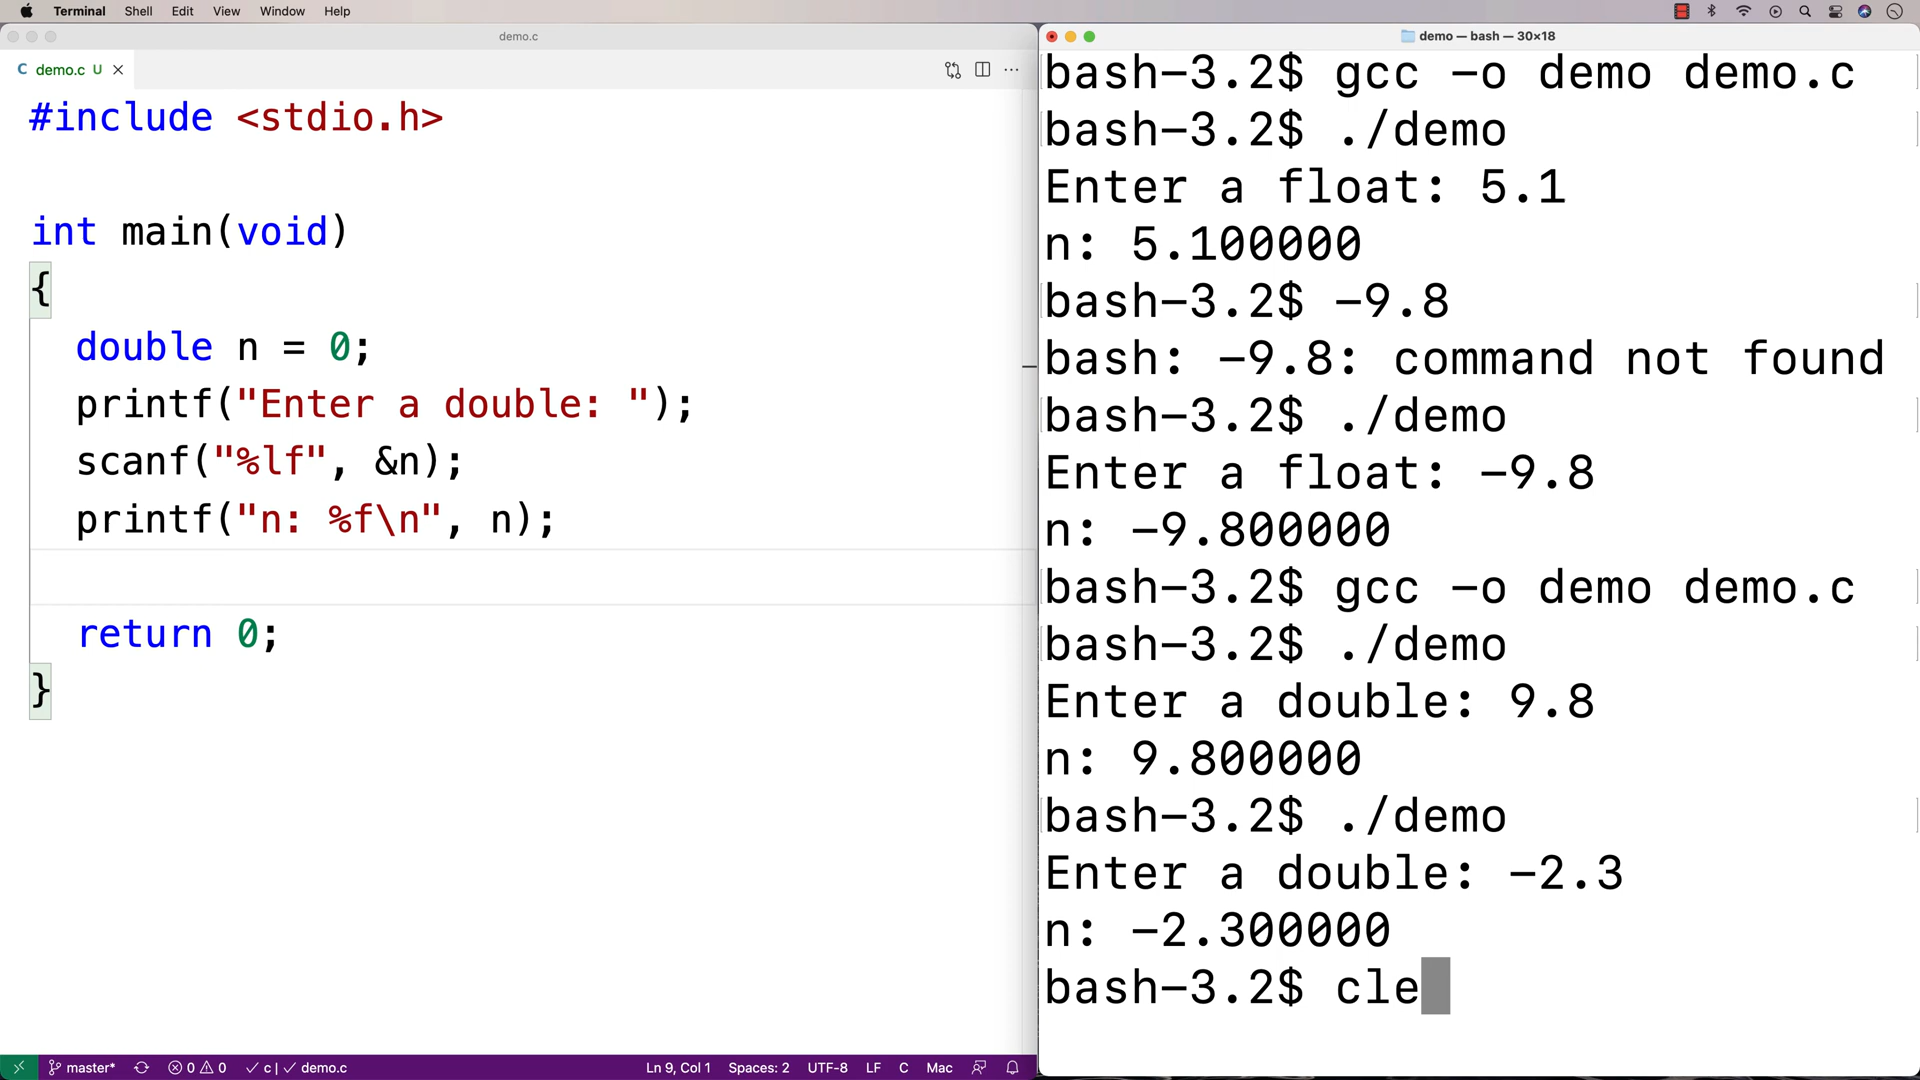 Terminal Shell Edit View Window Help
demo.c
demo — bash — 30×18
C demo.c U
#include <stdio.h>
int main(void)
{
double n = 0;
printf("Enter a double: ");
scanf("%lf", &n);
printf("n: %f\n", n);
return 0;
}
bash-3.2$ gcc -o demo demo.c
bash-3.2$ ./demo
Enter a float: 5.1
n: 5.100000
bash-3.2$ -9.8
bash: -9.8: command not found
bash-3.2$ ./demo
Enter a float: -9.8
n: -9.800000
bash-3.2$ gcc -o demo demo.c
bash-3.2$ ./demo
Enter a double: 9.8
n: 9.800000
bash-3.2$ ./demo
Enter a double: -2.3
n: -2.300000
bash-3.2$ cle
master* 0 0 c | demo.c Ln 9, Col 1 Spaces: 2 UTF-8 LF C Mac